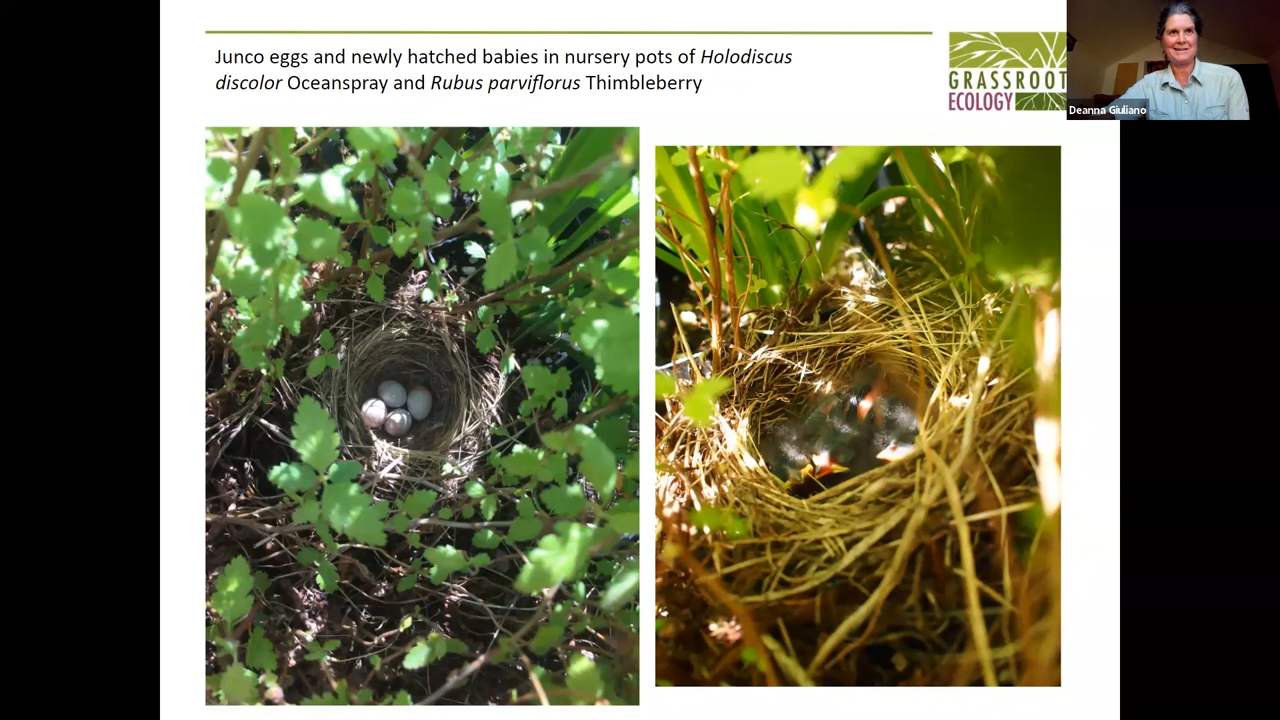 Junco eggs and newly hatched babies in nursery pots of Holodiscus
discolor Oceanspray and Rubus parviflorus Thimbleberry
GRASSROOT
ECOLOGY
Deanna Giuliano